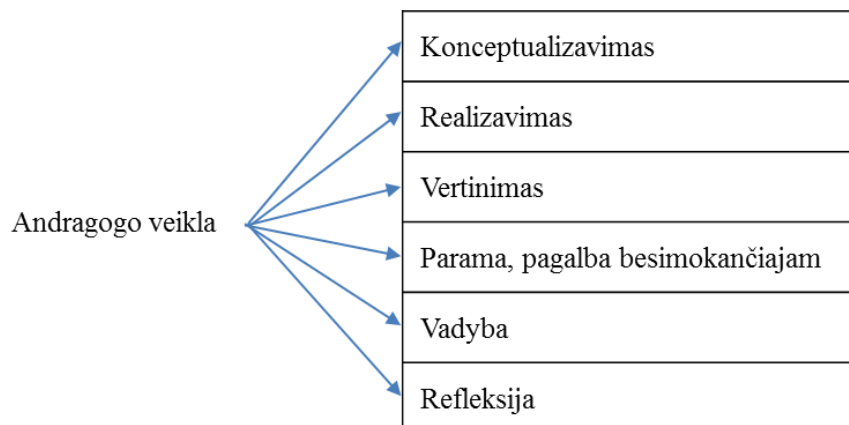 Konceptualizavimas
Realizavimas
Vertinimas
Andragogo veikla
Parama, pagalba besimokančiajam
Vadyba
Refleksija